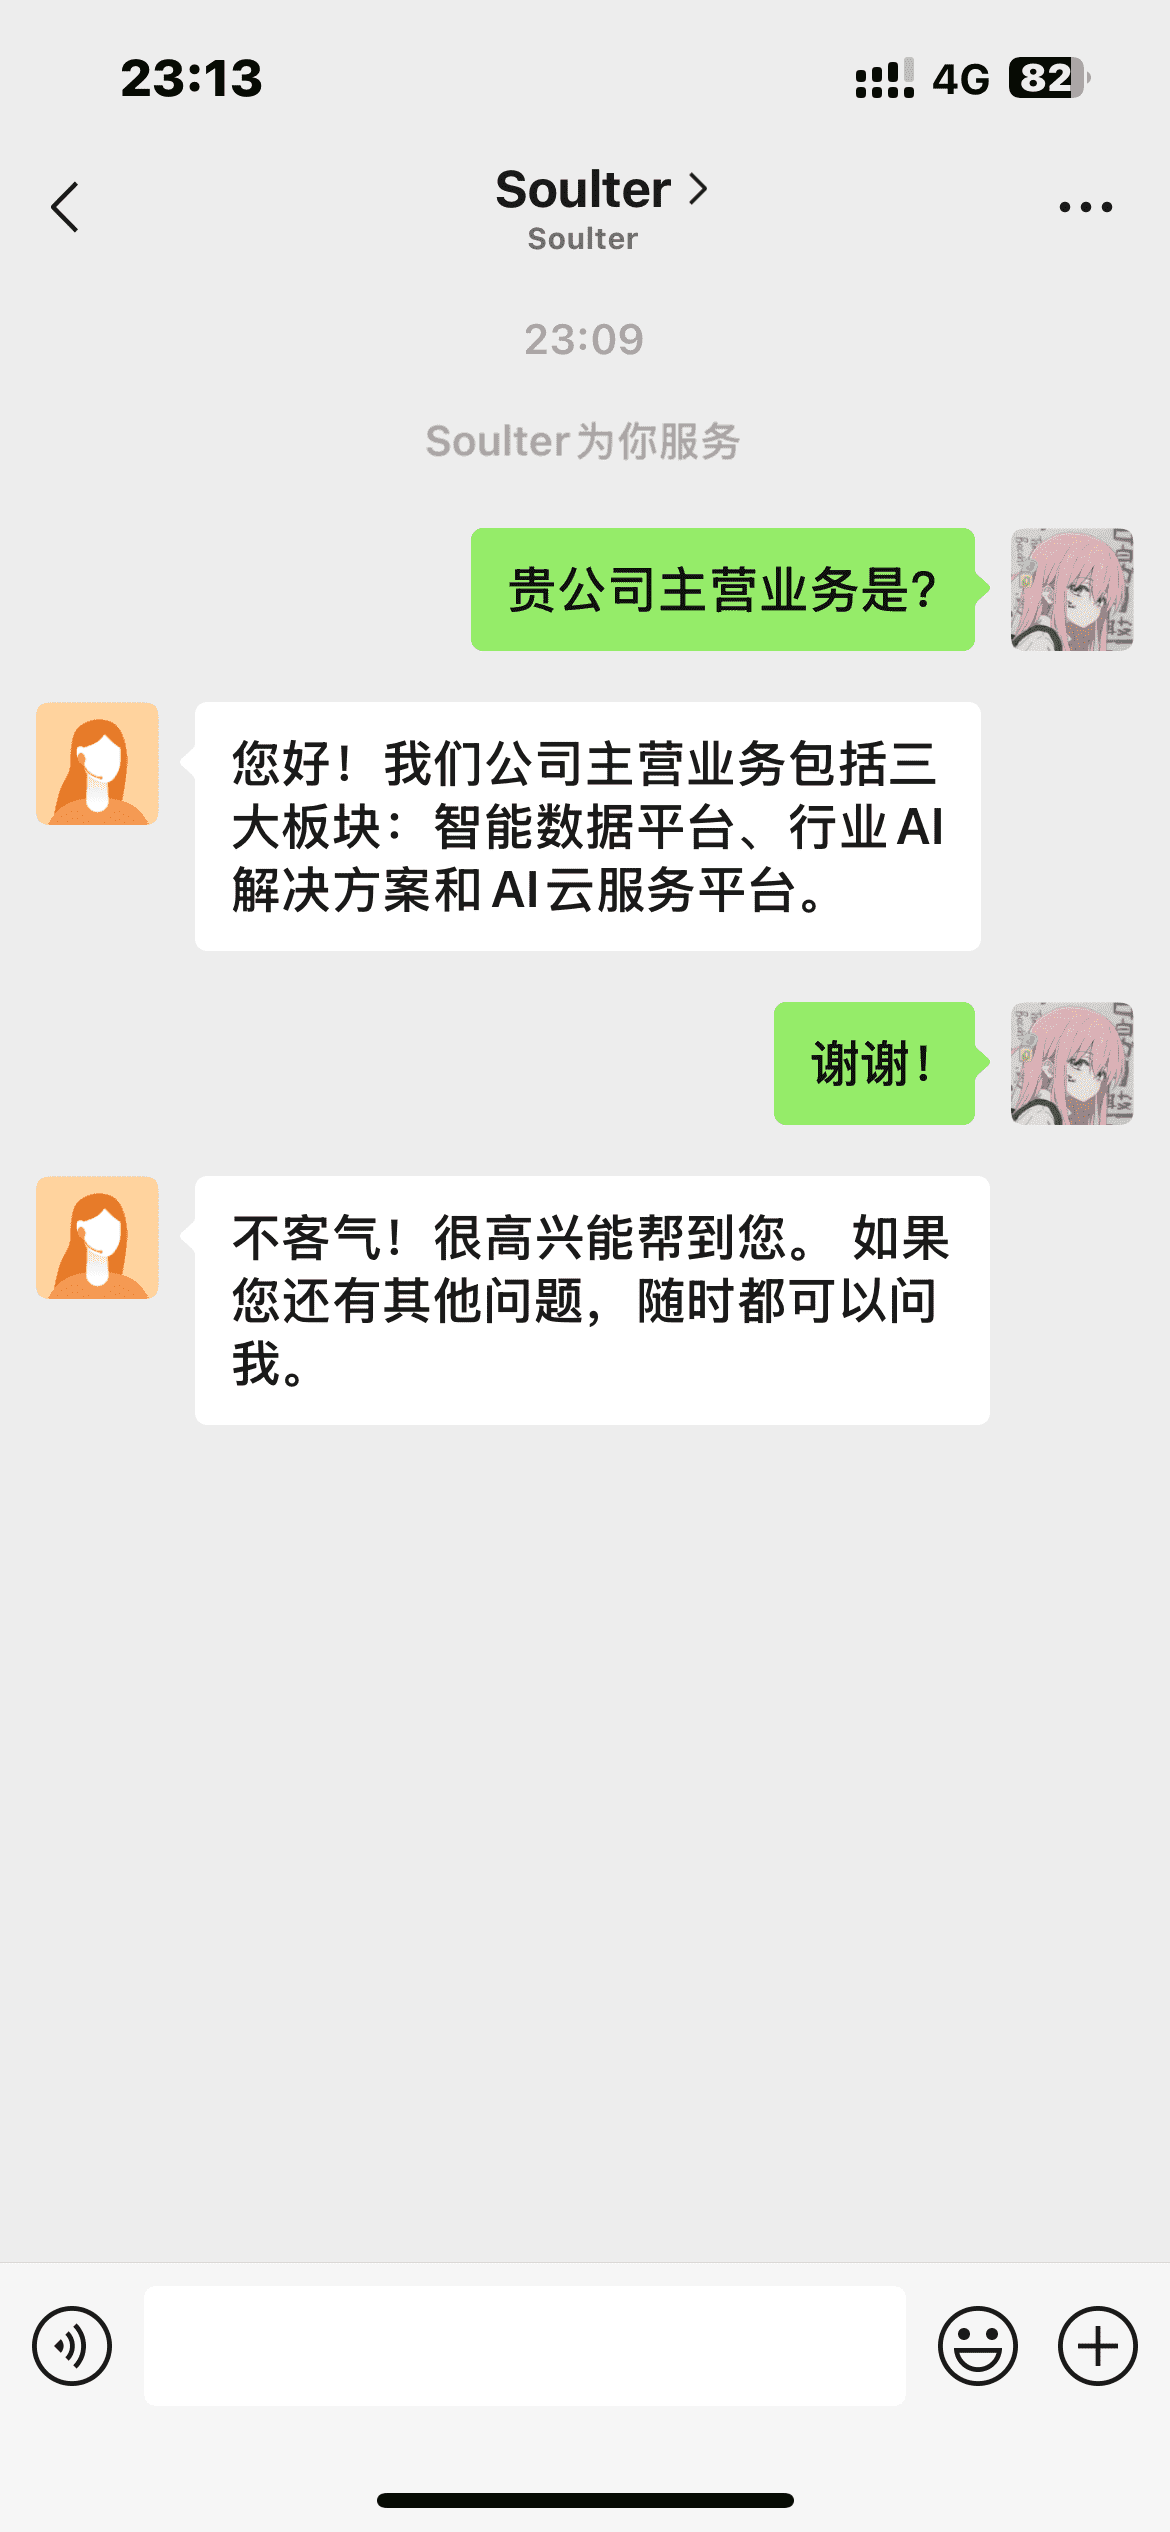 23:13
4G 82
Soulter
Soulter
23:09
Soulter为你服务
贵公司主营业务是?
您好！我们公司主营业务包括三
大板块：智能数据平台、行业AI
解决方案和AI云服务平台。
谢谢！
不客气！很高兴能帮到您。 如果
您还有其他问题，随时都可以问
我。